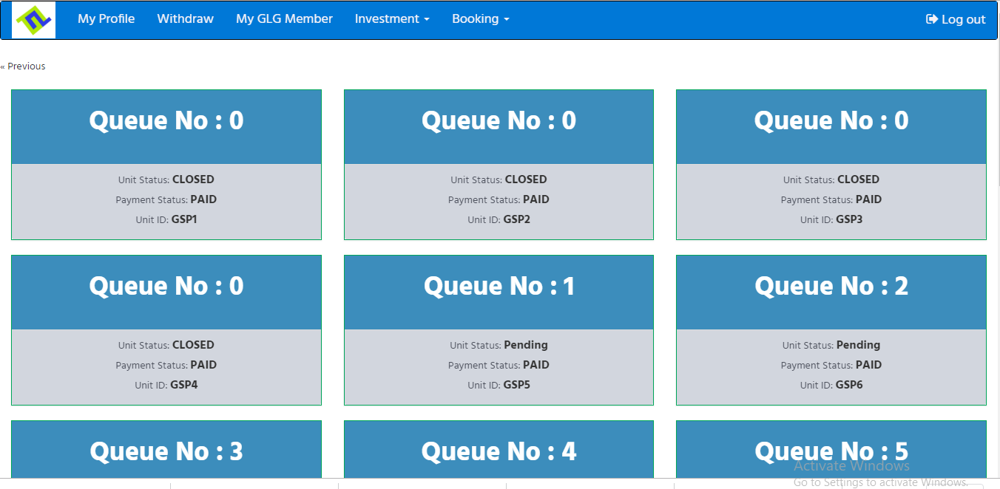 My Profile Withdraw My GLG Member Investment Booking Log out
« Previous
Queue No : 0 Queue No : 0 Queue No : 0
Unit Status: CLOSED Unit Status: CLOSED Unit Status: CLOSED
Payment Status: PAID Payment Status: PAID Payment Status: PAID
Unit ID: GSP1 Unit ID: GSP2 Unit ID: GSP3
Queue No : 0 Queue No : 1 Queue No : 2
Unit Status: CLOSED Unit Status: Pending Unit Status: Pending
Payment Status: PAID Payment Status: PAID Payment Status: PAID
Unit ID: GSP4 Unit ID: GSP5 Unit ID: GSP6
Queue No : 3 Queue No : 4 Queue No : 5
Activate Windows
Go to Settings to activate Windows.